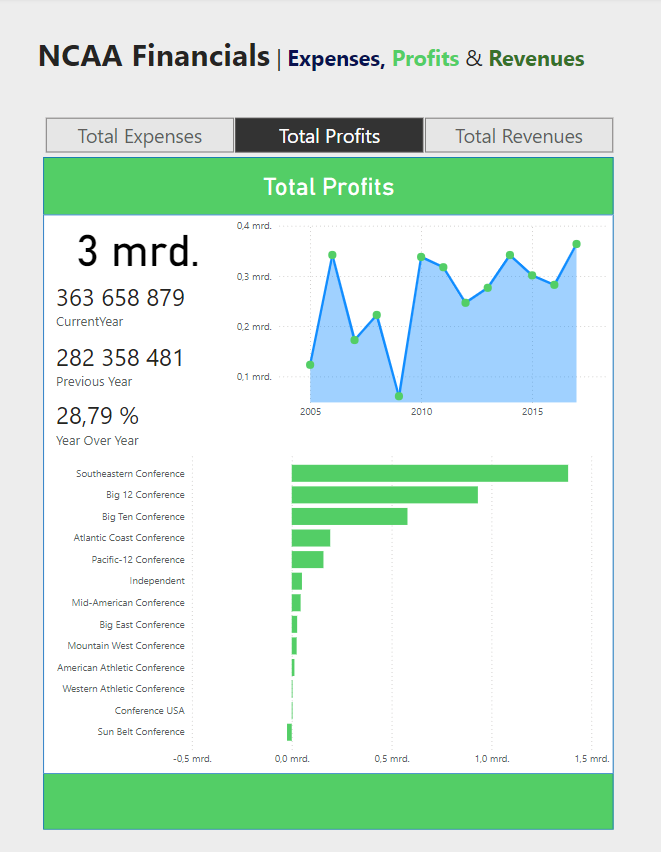 NCAA Financials | Expenses, Profits & Revenues
Total Expenses
Total Profits
Total Revenues
Total Profits
3 mrd.
363 658 879
CurrentYear
282 358 481
Previous Year
28,79 %
Year Over Year
0,4 mrd.
0,3 mrd.
0,2 mrd.
0,1 mrd.
2005
2010
2015
Southeastern Conference
Big 12 Conference
Big Ten Conference
Atlantic Coast Conference
Pacific-12 Conference
Independent
Mid-American Conference
Big East Conference
Mountain West Conference
American Athletic Conference
Western Athletic Conference
Conference USA
Sun Belt Conference
-0,5 mrd.
0,0 mrd.
0,5 mrd.
1,0 mrd.
1,5 mrd.